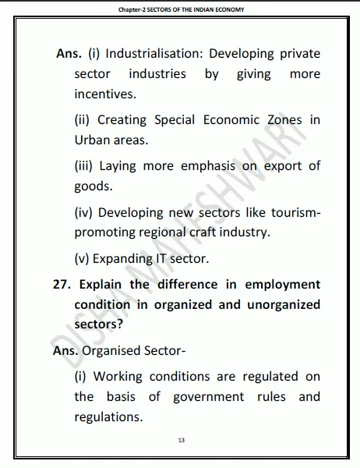 Chapter-2 SECTORS OF THE INDIAN ECONOMY
Ans. (i) Industrialisation: Developing private
sector industries by giving more
incentives.
(ii) Creating Special Economic Zones in
Urban areas.
(iii) Laying more emphasis on export of
goods.
(iv) Developing new sectors like tourism-
promoting regional craft industry.
(v) Expanding IT sector.
27. Explain the difference in employment
condition in organized and unorganized
sectors?
Ans. Organised Sector-
(i) Working conditions are regulated on
the basis of government rules and
regulations.
13
DISHA MAHESHWARI